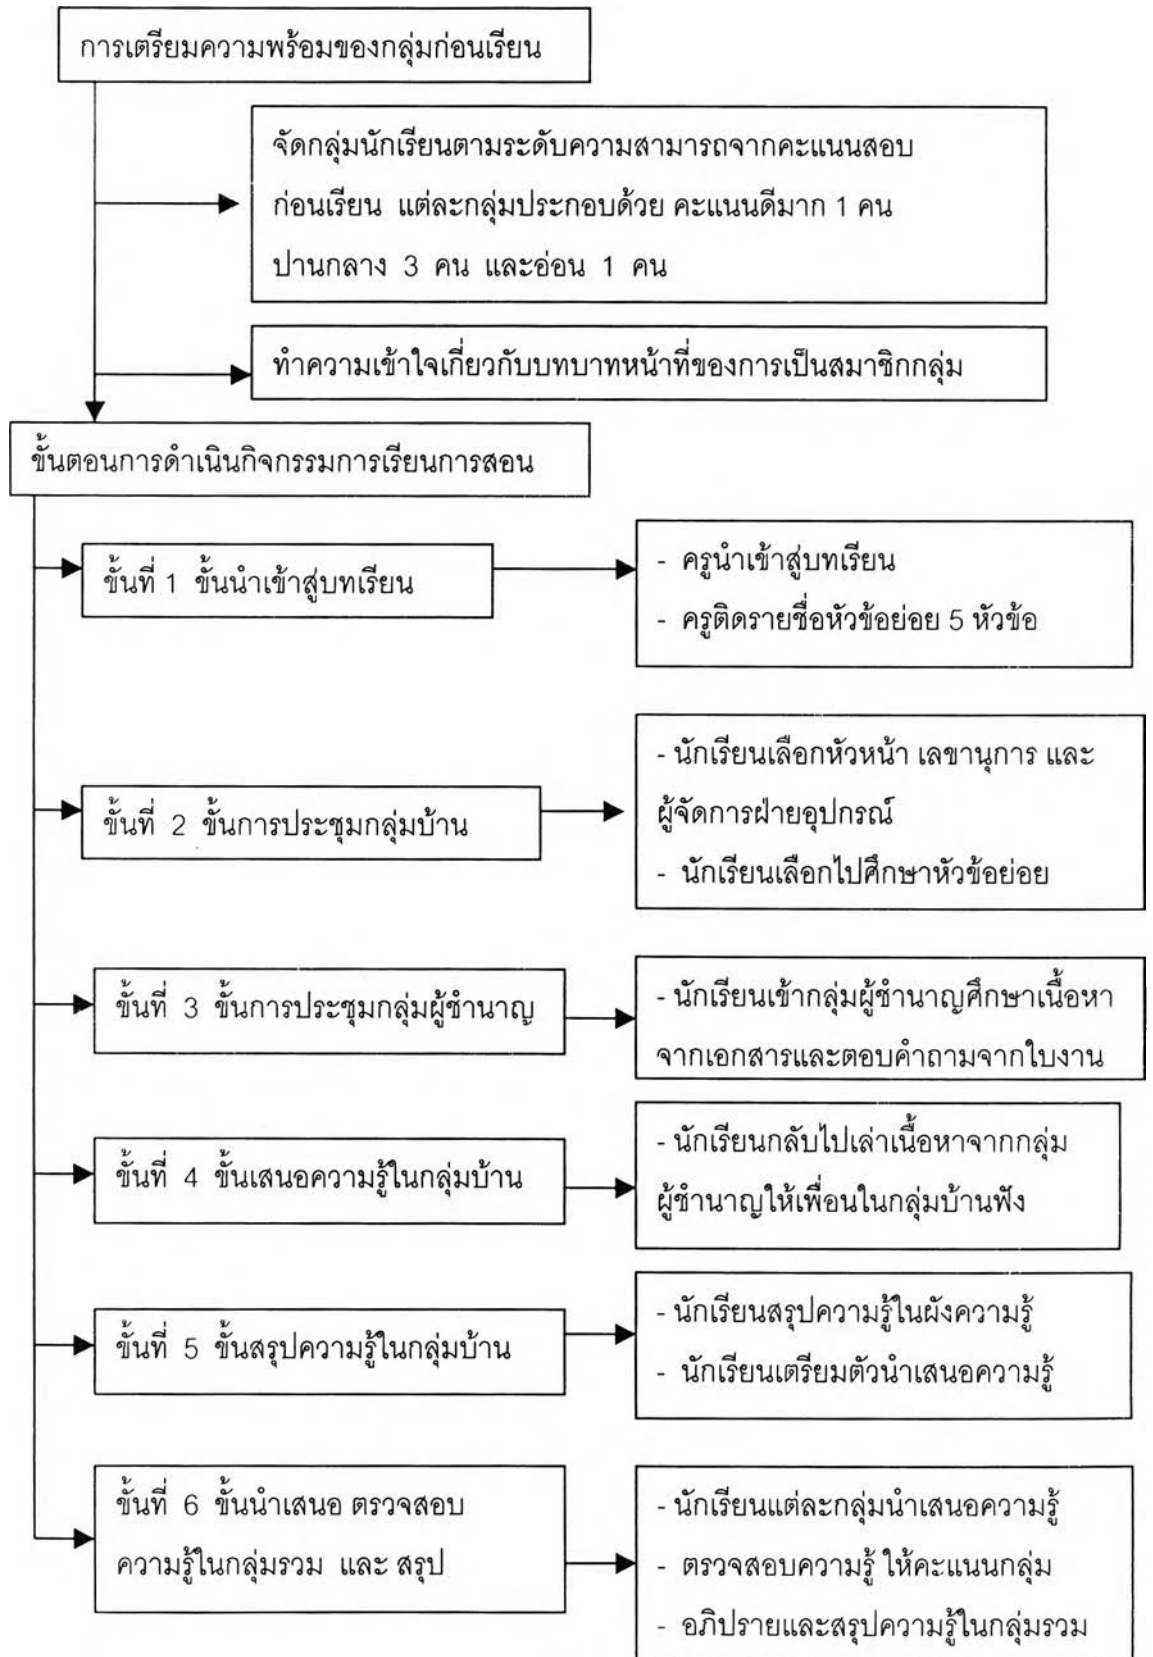 การเตรียมความพร้อมของกลุ่มก่อนเรียน
จัดกลุ่มนักเรียนตามระดับความสามารถจากคะแนนสอบ
ก่อนเรียน แต่ละกลุ่มประกอบด้วย คะแนนดีมาก 1 คน
ปานกลาง 3 คน และอ่อน 1 คน
ทำความเข้าใจเกี่ยวกับบทบาทหน้าที่ของการเป็นสมาชิกกลุ่ม
ขั้นตอนการดำเนินกิจกรรมการเรียนการสอน
ขั้นที่ 1 ขั้นนำเข้าสู่บทเรียน
- ครูนำเข้าสู่บทเรียน
- ครูติดรายชื่อหัวข้อย่อย 5 หัวข้อ
ขั้นที่ 2 ขั้นการประชุมกลุ่มบ้าน
- นักเรียนเลือกหัวหน้า เลขานุการ และ
ผู้จัดการฝ่ายอุปกรณ์
- นักเรียนเลือกไปศึกษาหัวข้อย่อย
ขั้นที่ 3 ขั้นการประชุมกลุ่มผู้ชำนาญ
- นักเรียนเข้ากลุ่มผู้ชำนาญศึกษาเนื้อหา
จากเอกสารและตอบคำถามจากใบงาน
ขั้นที่ 4 ขั้นเสนอความรู้ในกลุ่มบ้าน
- นักเรียนกลับไปเล่าเนื้อหาจากกลุ่ม
ผู้ชำนาญให้เพื่อนในกลุ่มบ้านฟัง
ขั้นที่ 5 ขั้นสรุปความรู้ในกลุ่มบ้าน
- นักเรียนสรุปความรู้ในผังความรู้
- นักเรียนเตรียมตัวนำเสนอความรู้
ขั้นที่ 6 ขั้นนำเสนอ ตรวจสอบ
ความรู้ในกลุ่มรวม และ สรุป
- นักเรียนแต่ละกลุ่มนำเสนอความรู้
- ตรวจสอบความรู้ ให้คะแนนกลุ่ม
- อภิปรายและสรุปความรู้ในกลุ่มรวม